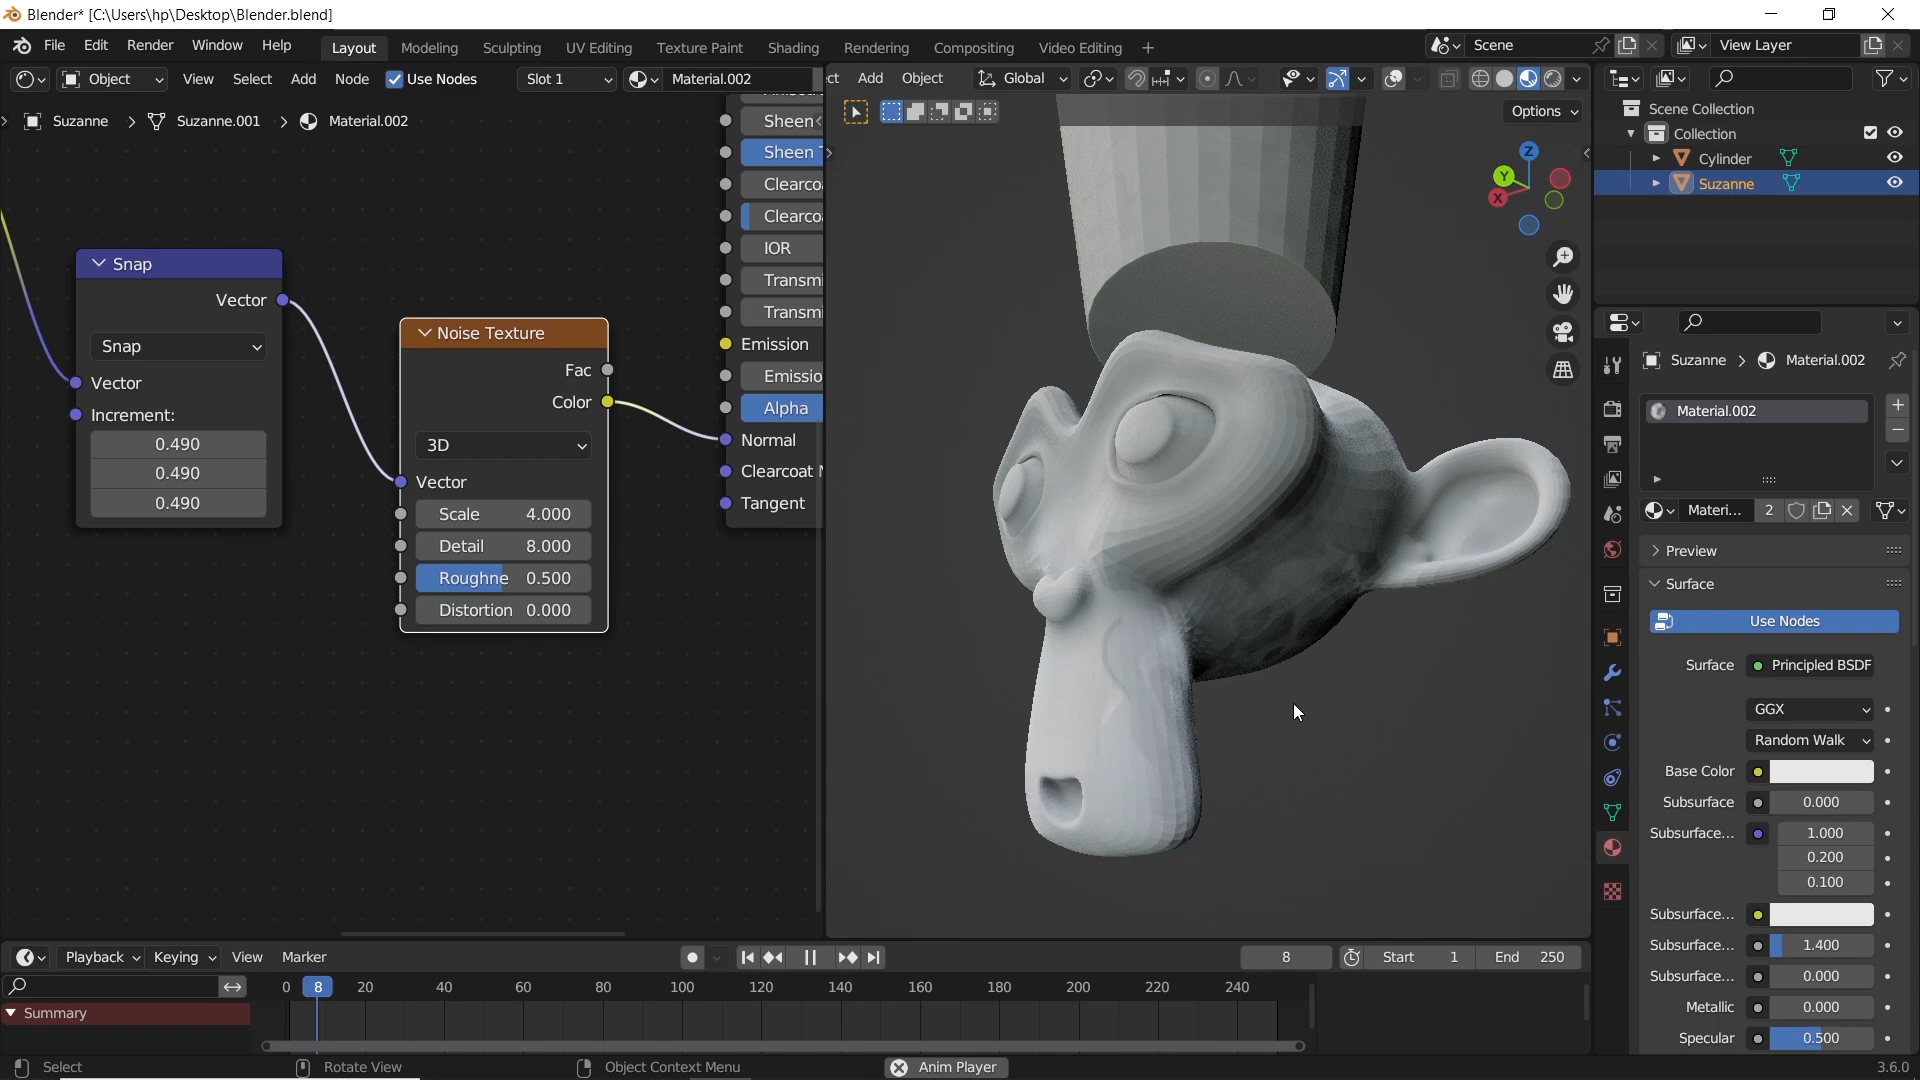 Blender* [C:\Users\hp\Desktop\Blender.blend]
File Edit Render Window Help Layout Modeling Sculpting UV Editing Texture Paint Shading Rendering Compositing Video Editing + Scene View Layer
Object View Select Add Node Use Nodes Slot 1 Material.002
ct Add Object Global
Options
Suzanne > Suzanne.001 > Material.002
Snap
Vector
Snap
Vector
Increment:
0.490
0.490
0.490
Noise Texture
Fac
Color
3D
Vector
Scale 4.000
Detail 8.000
Roughne 0.500
Distortion 0.000
Sheen
Sheen T
Clearco
Clearco
IOR
Transmi
Transmi
Emission
Emissio
Alpha
Normal
Clearcoat N
Tangent
Z
Y
X
Scene Collection
Collection
Cylinder
Suzanne
Suzanne > Material.002
Material.002
Materi... 2
Preview
Surface
Use Nodes
Surface Principled BSDF
GGX
Random Walk
Base Color
Subsurface 0.000
Subsurface... 1.000
0.200
0.100
Subsurface...
Subsurface... 1.400
Subsurface... 0.000
Metallic 0.000
Specular 0.500
Playback Keying View Marker 8 Start 1 End 250
0 8 20 40 60 80 100 120 140 160 180 200 220 240
Summary
Select Rotate View Object Context Menu Anim Player 3.6.0